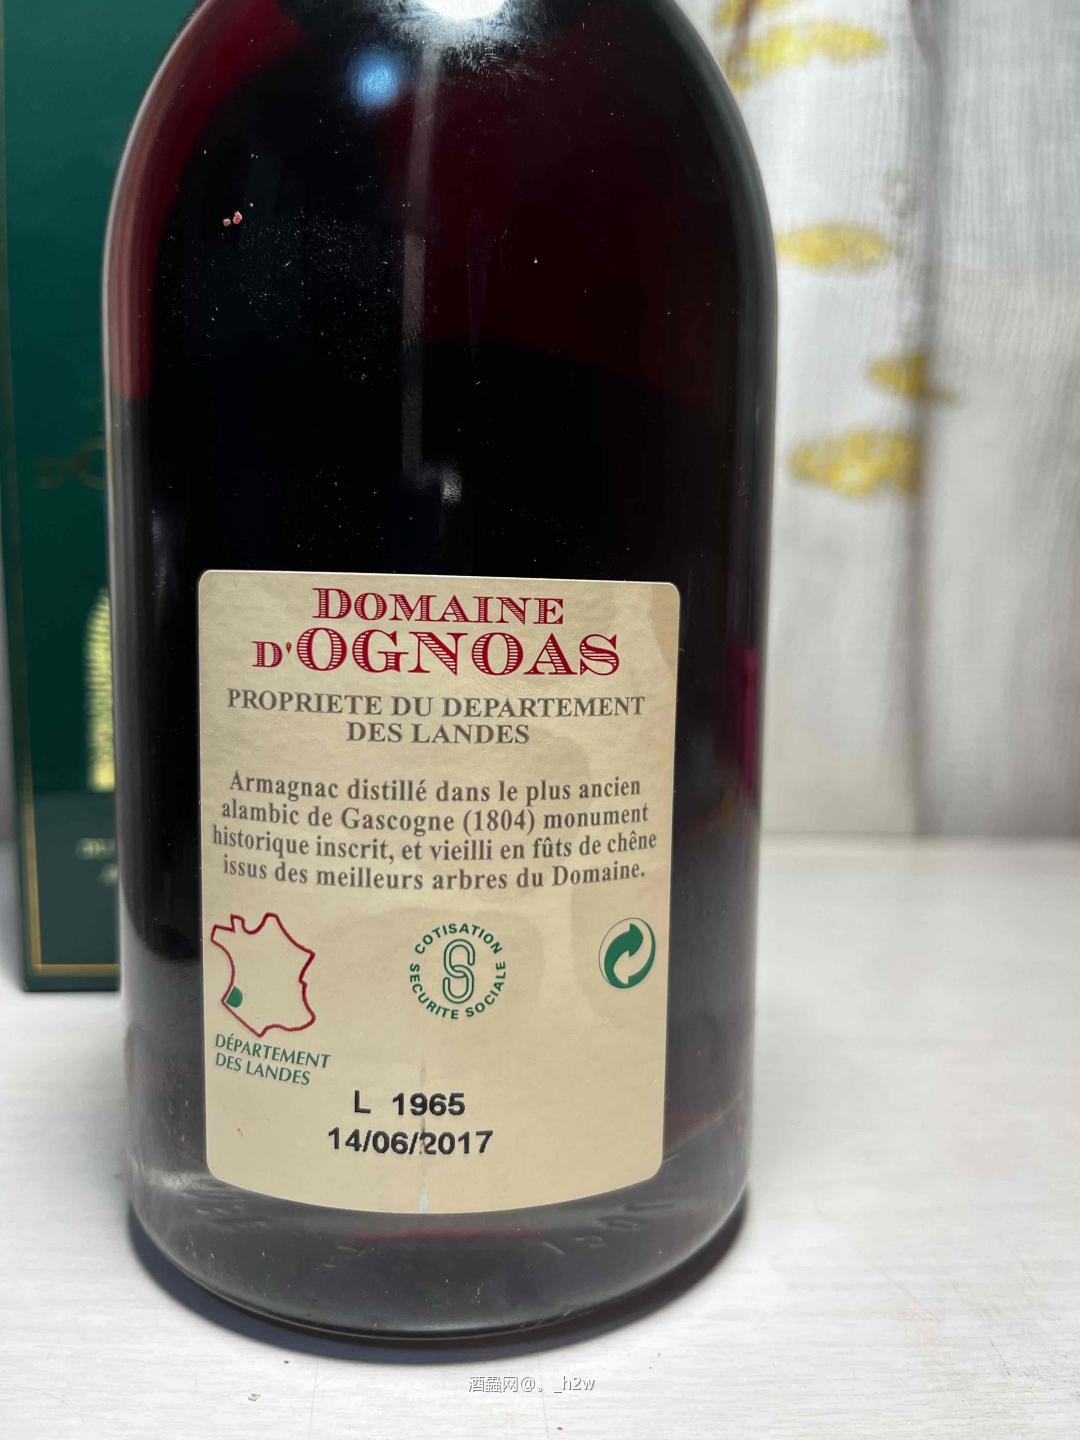 DOMAINE
D'OGNOAS
PROPRIETE DU DEPARTEMENT
DES LANDES
Armagnac distillé dans le plus ancien
alambic de Gascogne (1804) monument
historique inscrit, et vieilli en fûts de chêne
issus des meilleurs arbres du Domaine.
COTISATION
SECURITE SOCIALE
DÉPARTEMENT
DES LANDES
L 1965
14/06/2017
酒蟲网@。_h2w